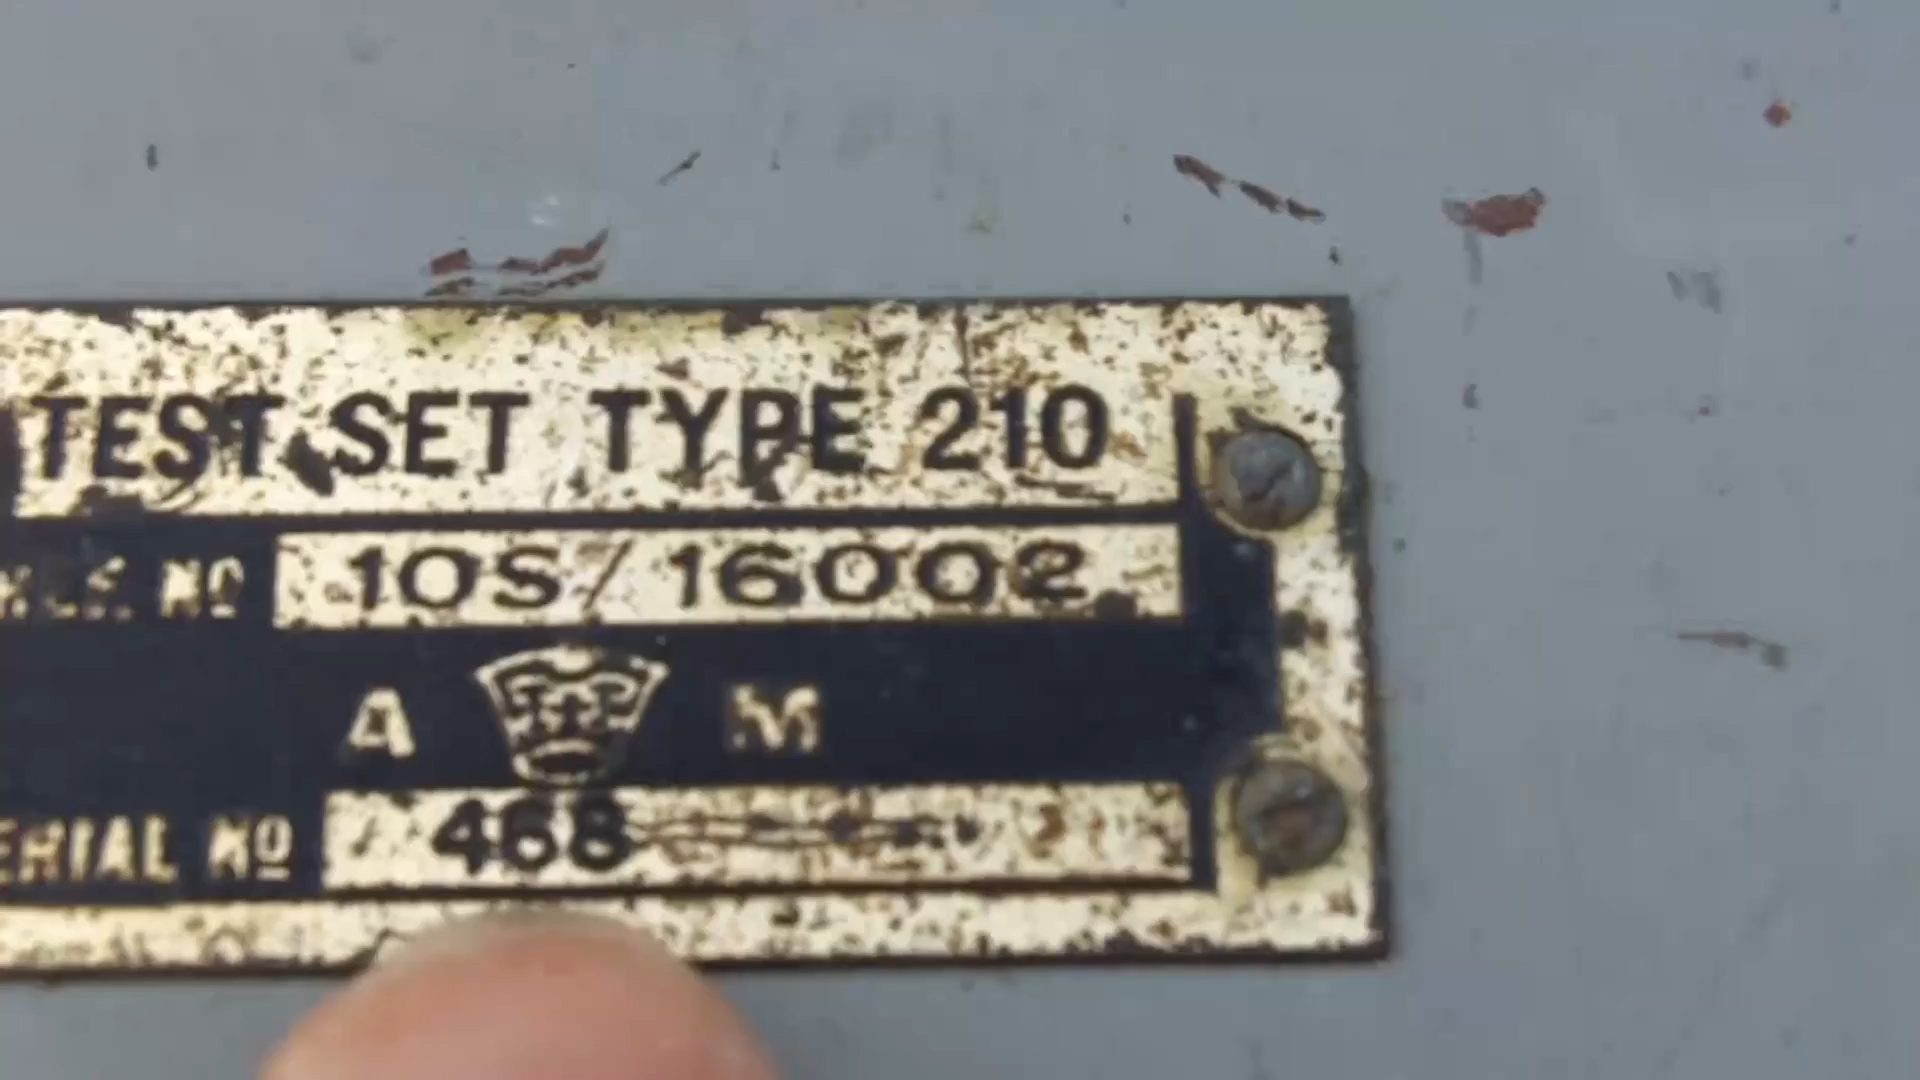 TEST SET TYPE 210
REF. NO 10S/16002
A M
SERIAL NO 468